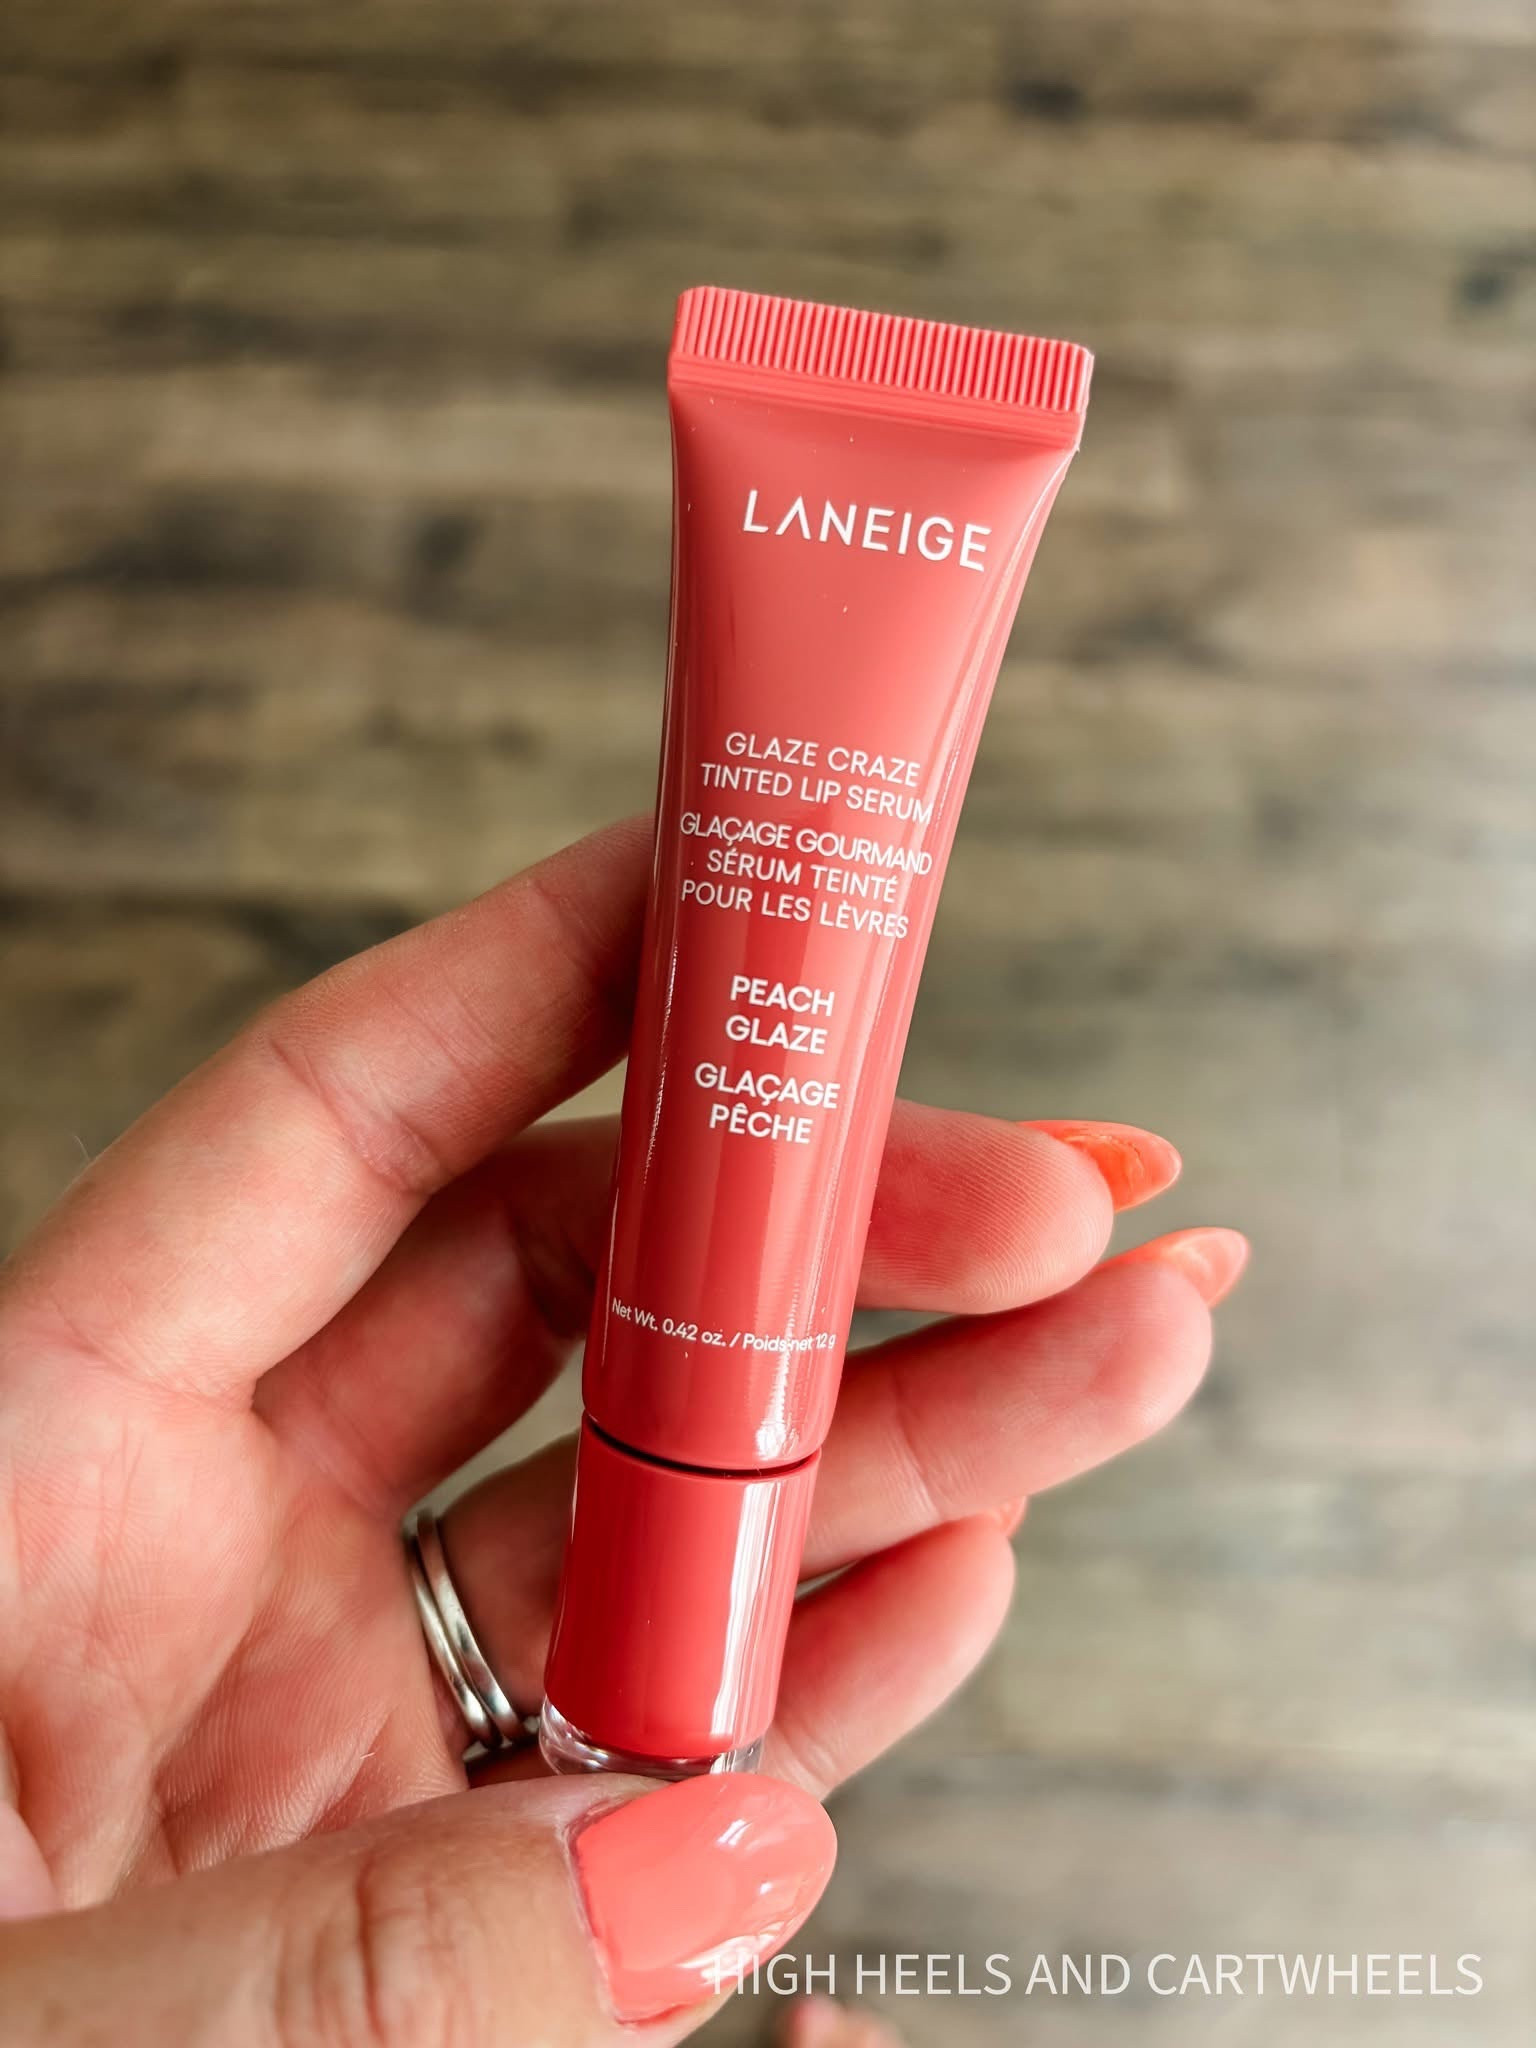 LANEIGE
GLAZE CRAZE
TINTED LIP SERUM
GLAÇAGE GOURMAND
SÉRUM TEINTÉ
POUR LES LÈVRES
PEACH
GLAZE
GLAÇAGE
PÊCHE
Net Wt. 0.42 oz. / Poids net 12 g
HIGH HEELS AND CARTWHEELS